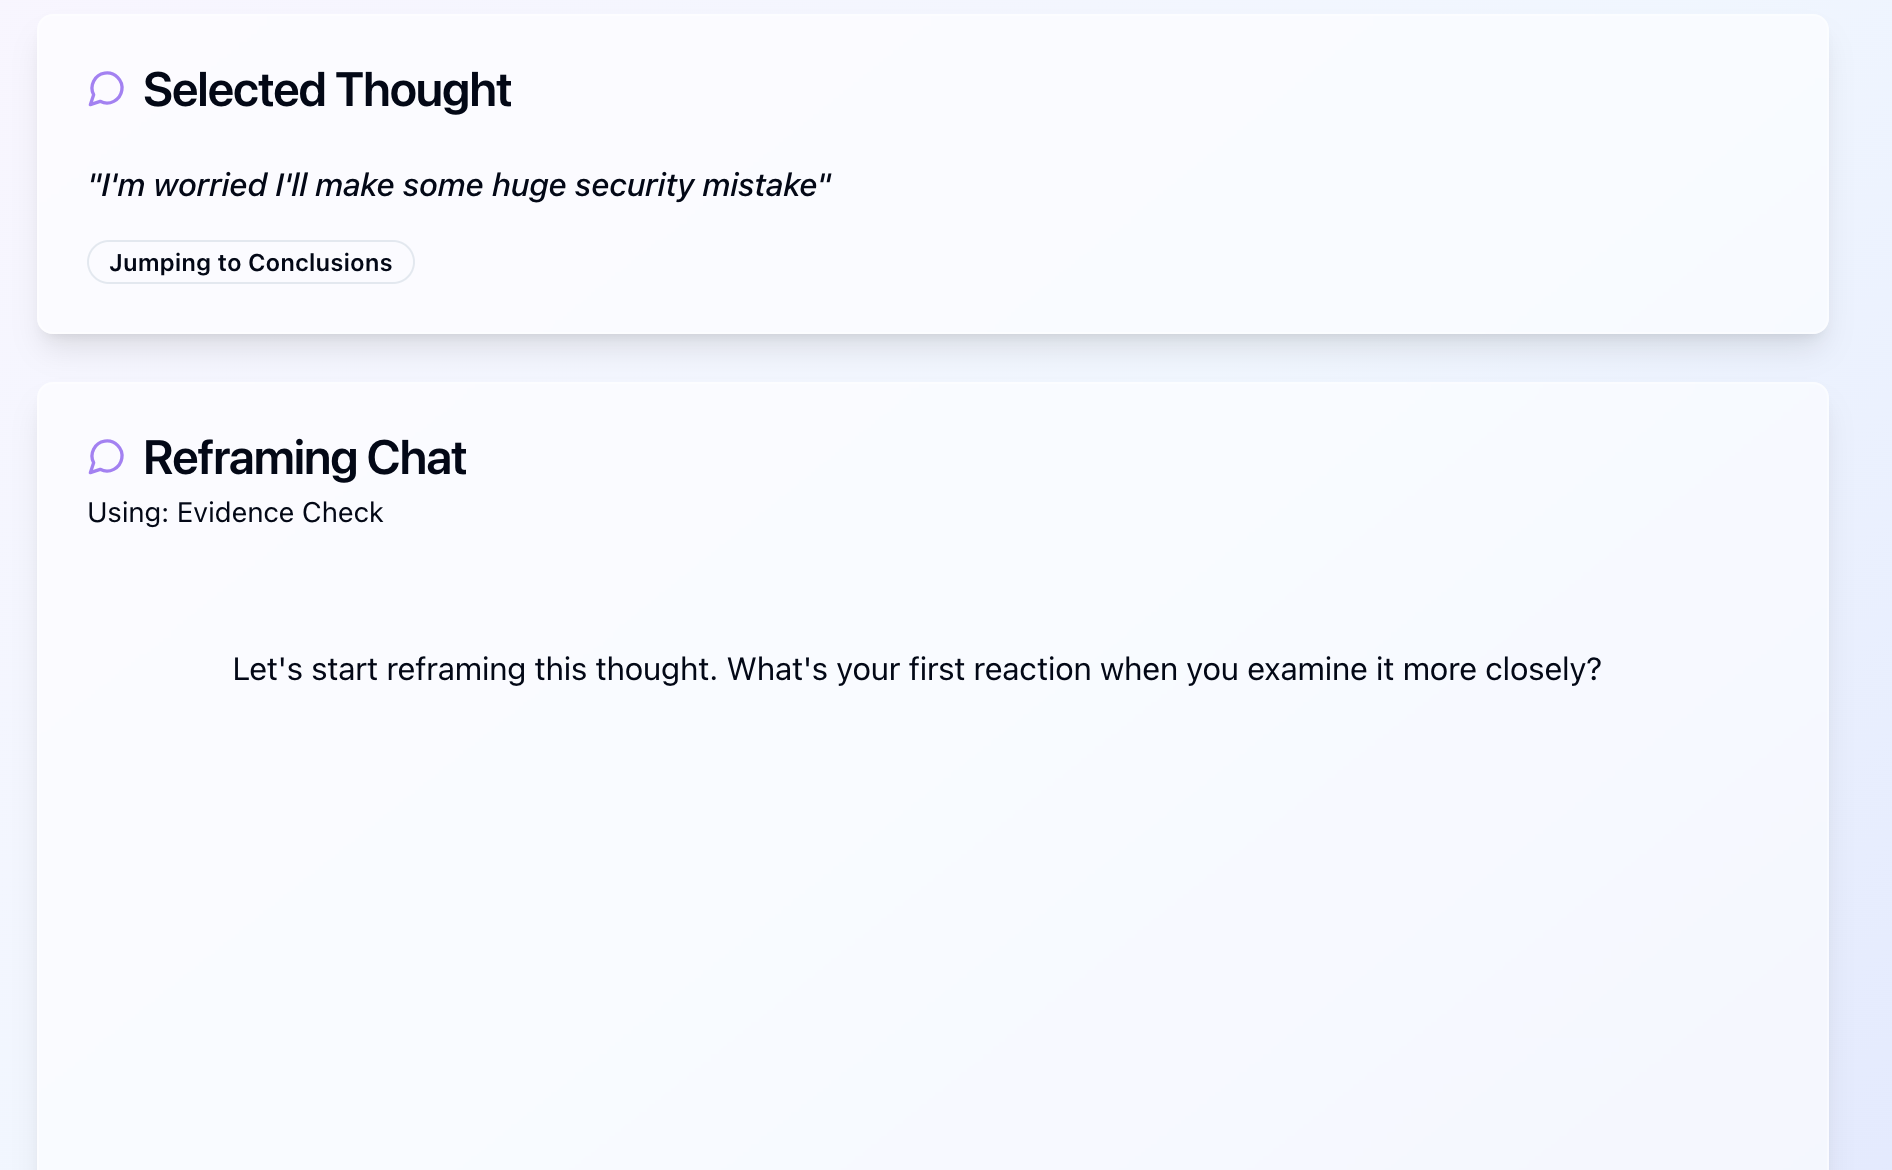 Selected Thought
"I'm worried I'll make some huge security mistake"
Jumping to Conclusions
Reframing Chat
Using: Evidence Check
Let's start reframing this thought. What's your first reaction when you examine it more closely?